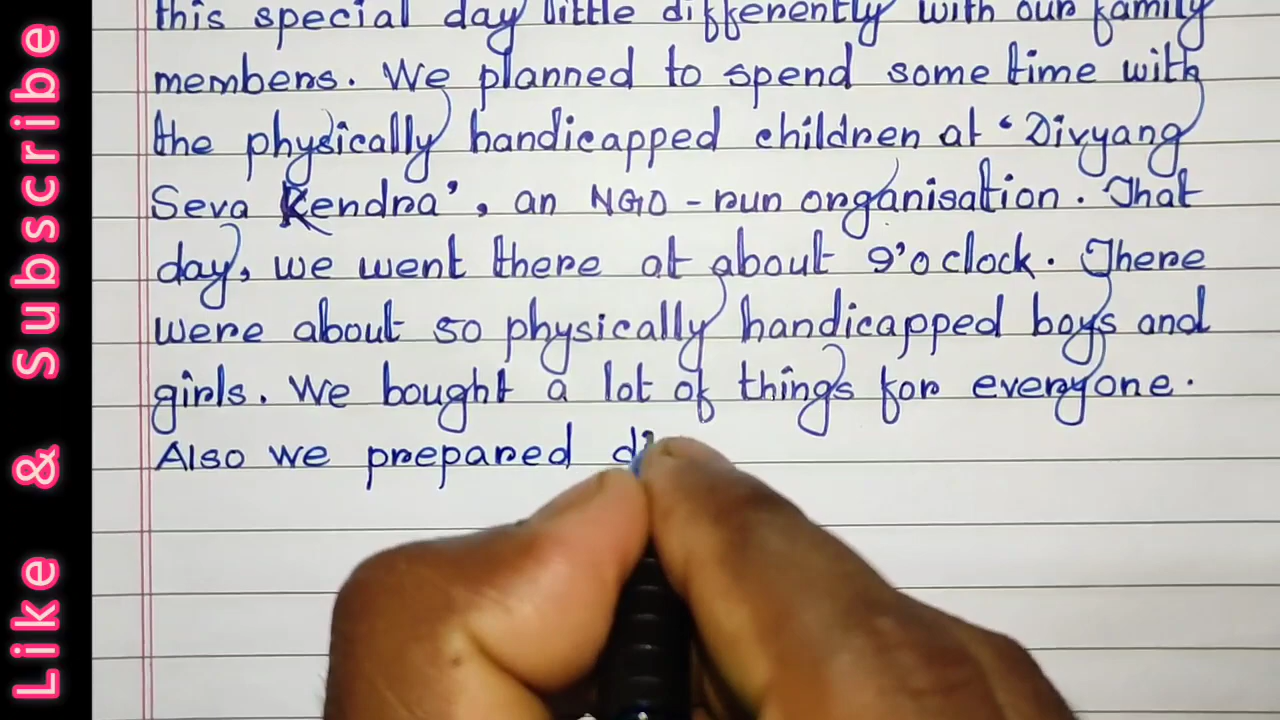 this special day little differently with our family
members. We planned to spend some time with
the physically handicapped children at 'Divyang
Seva Kendra', an NGO - run organisation. That
day, we went there at about 9'o clock. There
were about 50 physically handicapped boys and
girls. We bought a lot of things for everyone.
Also we prepared
Like & Subscribe